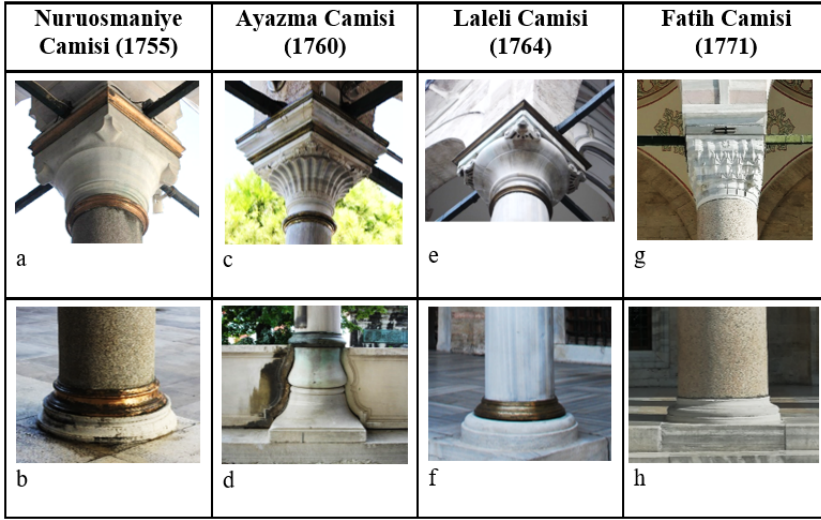 Nuruosmaniye
Camisi (1755)
Ayazma Camisi
(1760)
Laleli Camisi
(1764)
Fatih Camisi
(1771)
a
c
e
g
b
d
f
h